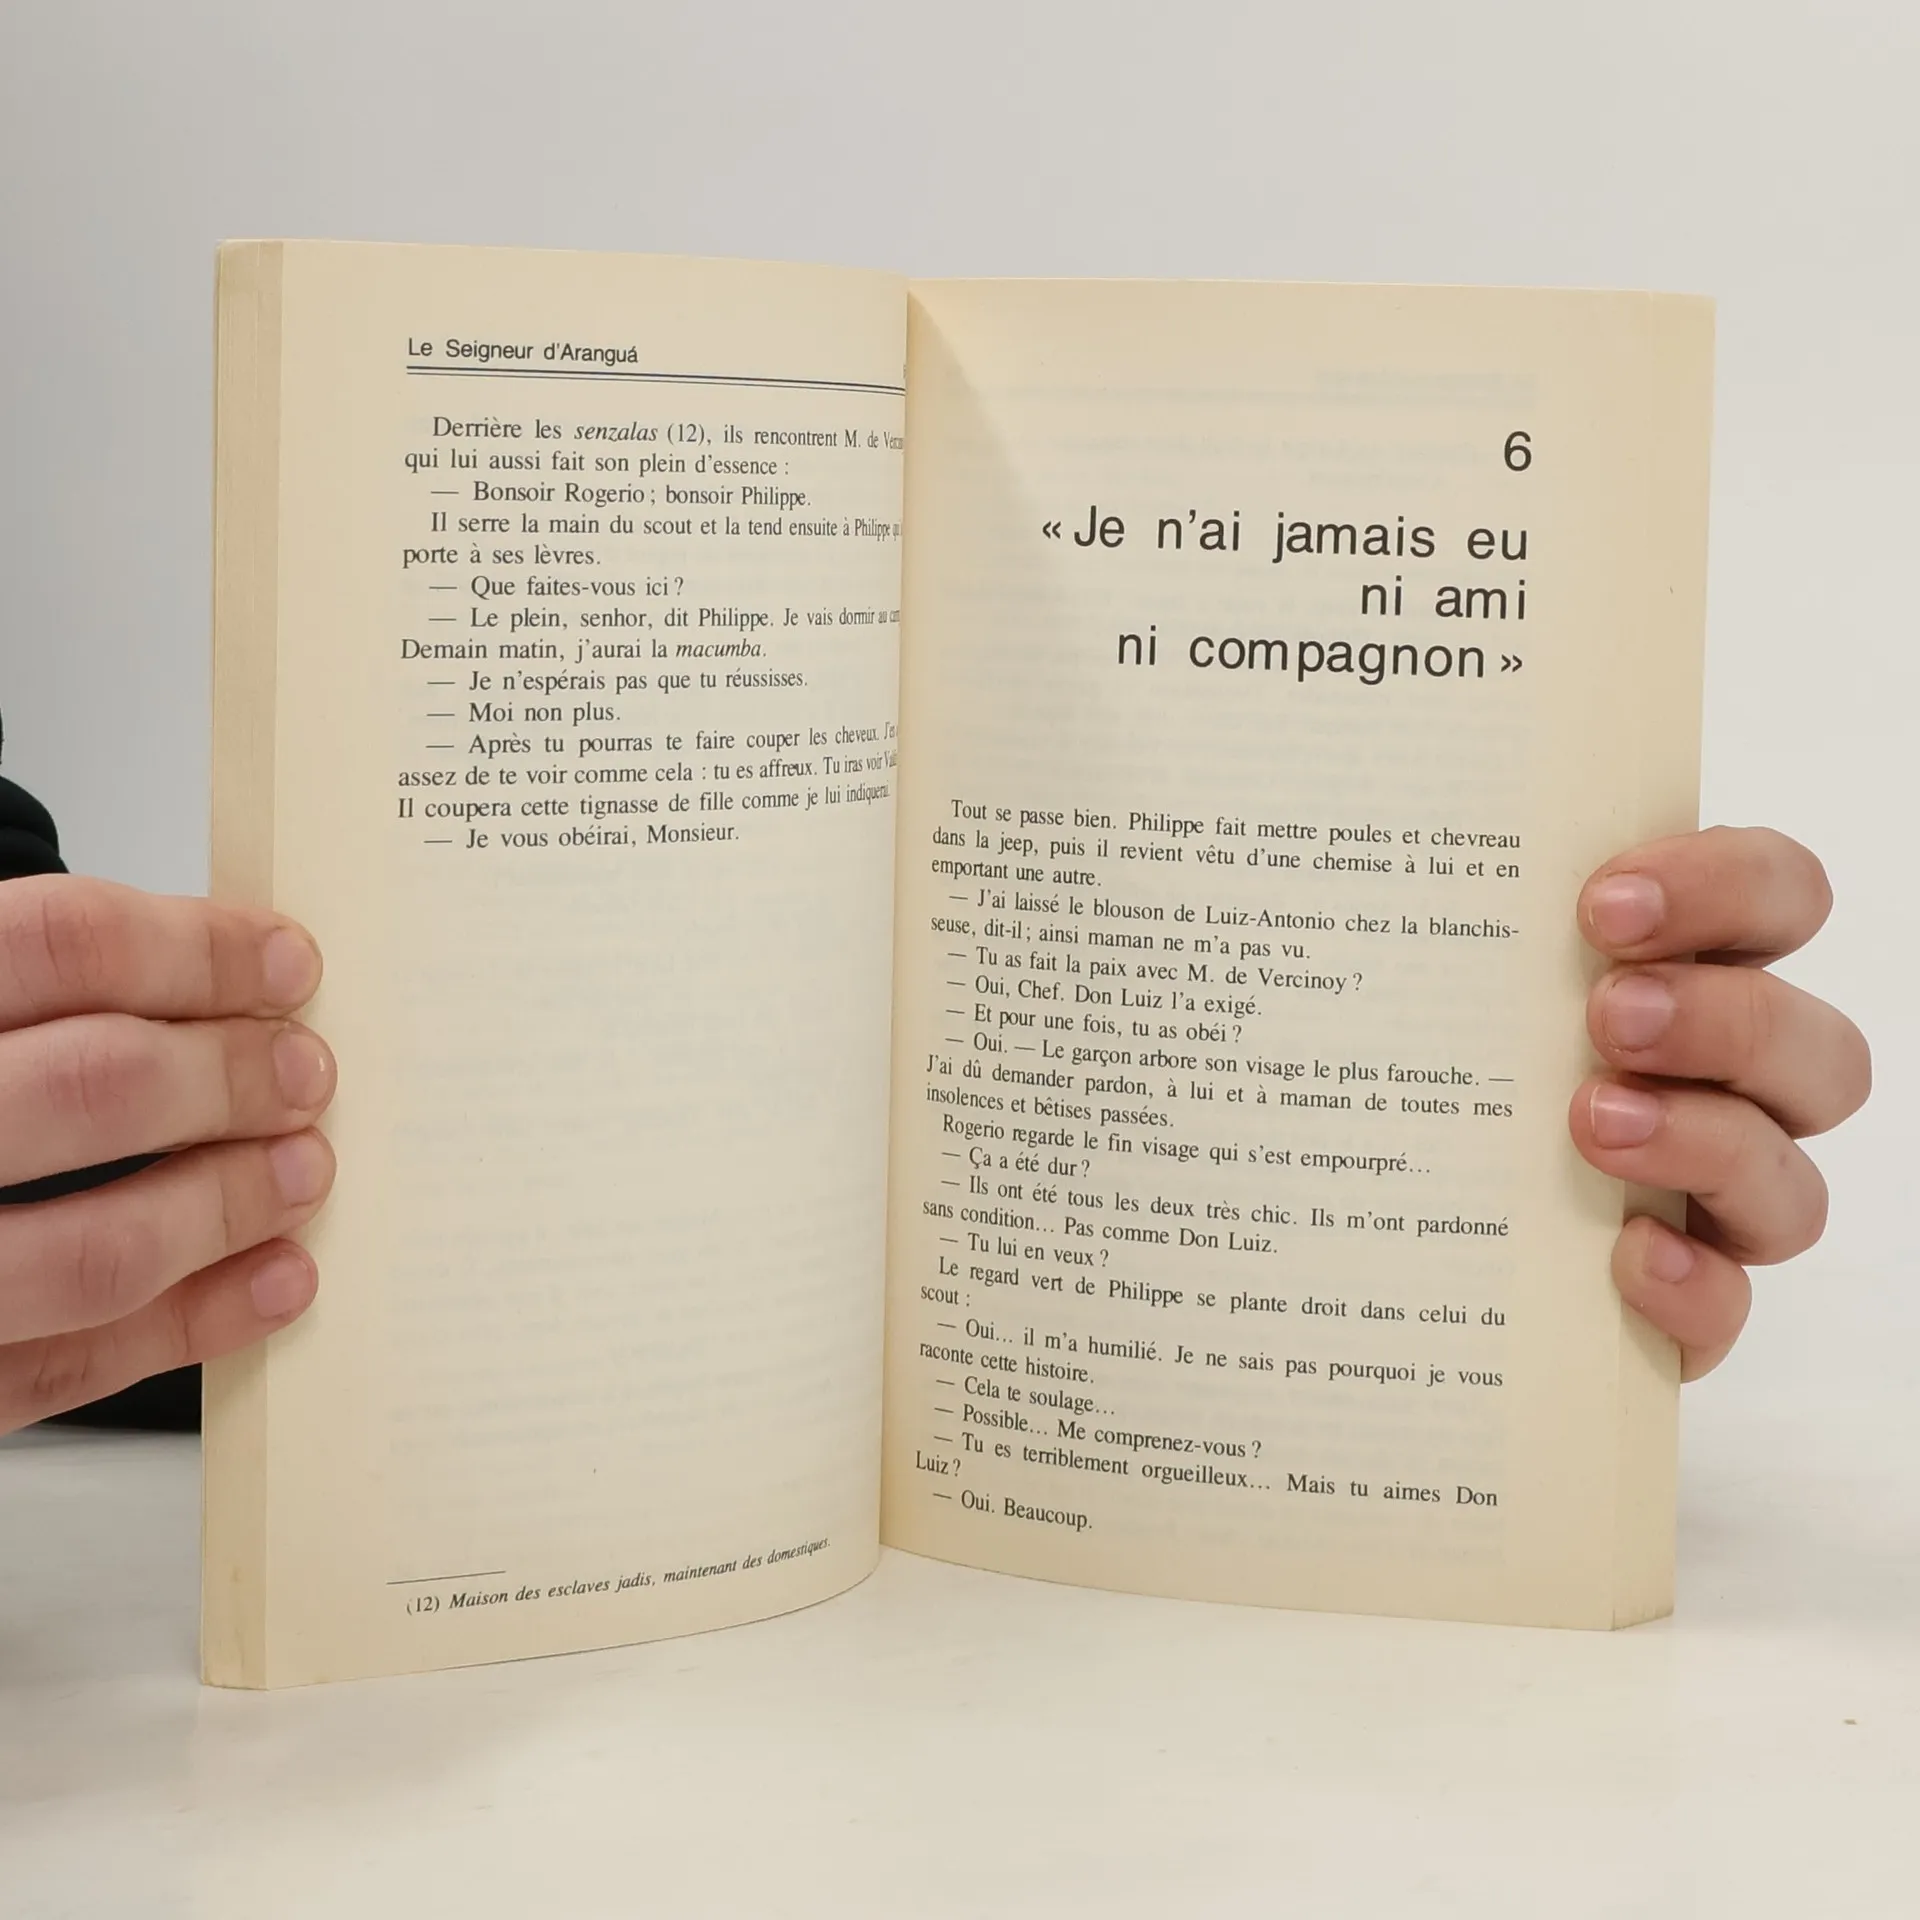 Le Seigneur d'Aranguá
Derrière les senzalas (12), ils rencontrent M. de
qui lui aussi fait son plein d'essence :
— Bonsoir Rogerio ; bonsoir Philippe.
Il serre la main du scout et la tend ensuite à Philippe
porte à ses lèvres.
— Que faites-vous ici ?
— Le plein, senhor, dit Philippe. Je vais dormir au
Demain matin, j'aurai la macumba.
— Je n'espérais pas que tu réussisses.
— Moi non plus.
— Après tu pourras te faire couper les cheveux.
assez de te voir comme cela : tu es affreux. Tu iras voir
Il coupera cette tignasse de fille comme je lui indiquerai.
— Je vous obéirai, Monsieur.
(12) Maison des esclaves jadis, maintenant des domestiques.
6
« Je n'ai jamais eu
ni ami
ni compagnon »
Tout se passe bien. Philippe fait mettre poules et chevreau
dans la jeep, puis il revient vêtu d'une chemise à lui et en
emportant une autre.
— J'ai laissé le blouson de Luiz-Antonio chez la blanchis-
seuse, dit-il ; ainsi maman ne m'a pas vu.
— Tu as fait la paix avec M. de Vercinoy ?
— Oui, Chef. Don Luiz l'a exigé.
— Et pour une fois, tu as obéi ?
— Oui. — Le garçon arbore son visage le plus farouche. —
J'ai dû demander pardon, à lui et à maman de toutes mes
insolences et bêtises passées.
Rogerio regarde le fin visage qui s'est empourpré...
— Ça a été dur ?
— Ils ont été tous les deux très chic. Ils m'ont pardonné
sans condition... Pas comme Don Luiz.
— Tu lui en veux ?
Le regard vert de Philippe se plante droit dans celui du
scout :
— Oui... il m'a humilié. Je ne sais pas pourquoi je vous
raconte cette histoire.
— Cela te soulage...
— Possible... Me comprenez-vous ?
— Tu es terriblement orgueilleux... Mais tu aimes Don
Luiz ?
— Oui. Beaucoup.